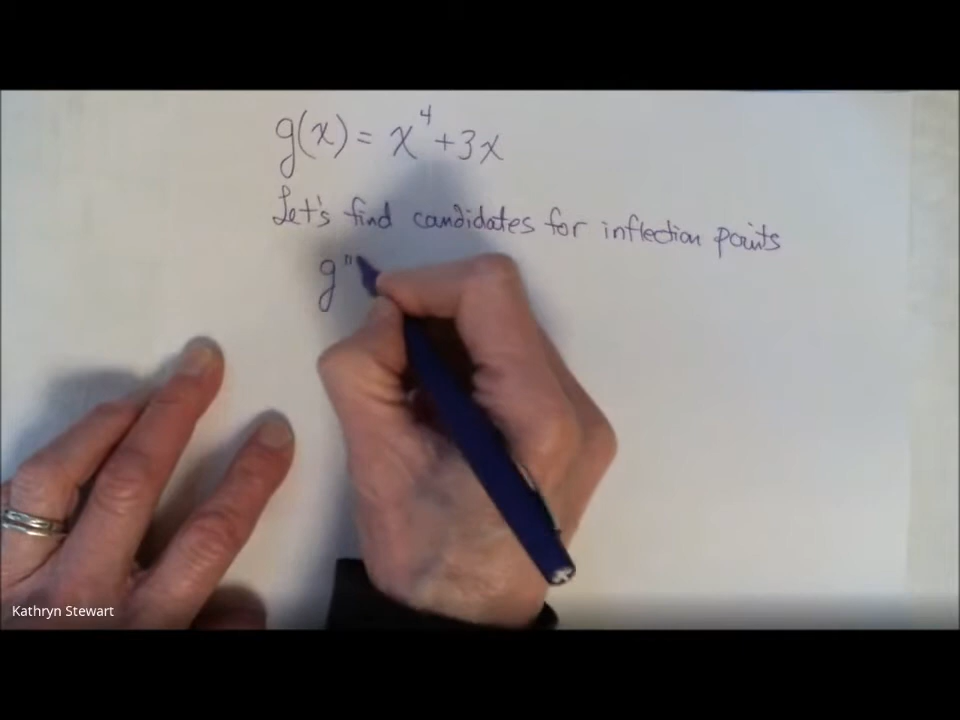 g(x) = x⁴ + 3x
Let's find candidates for inflection points
g"
Kathryn Stewart